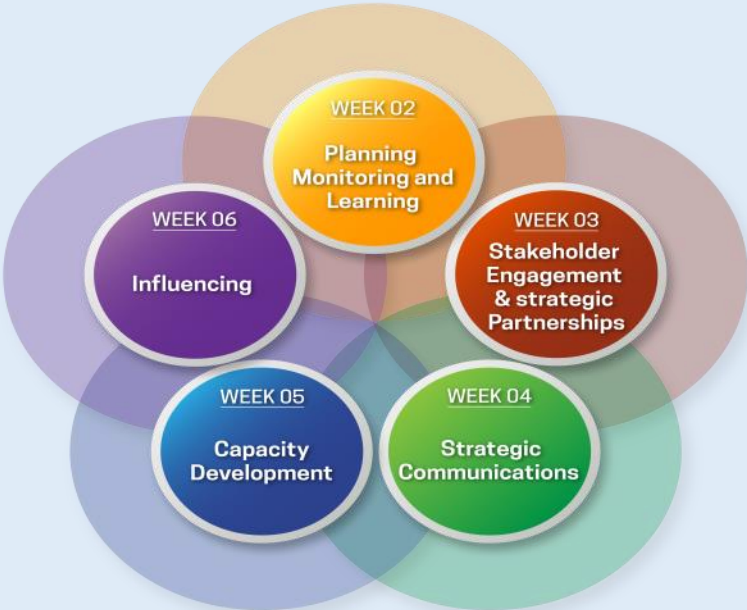 WEEK 02
Planning
Monitoring and
Learning
WEEK 03
Stakeholder
Engagement
& strategic
Partnerships
WEEK 04
Strategic
Communications
WEEK 05
Capacity
Development
WEEK 06
Influencing